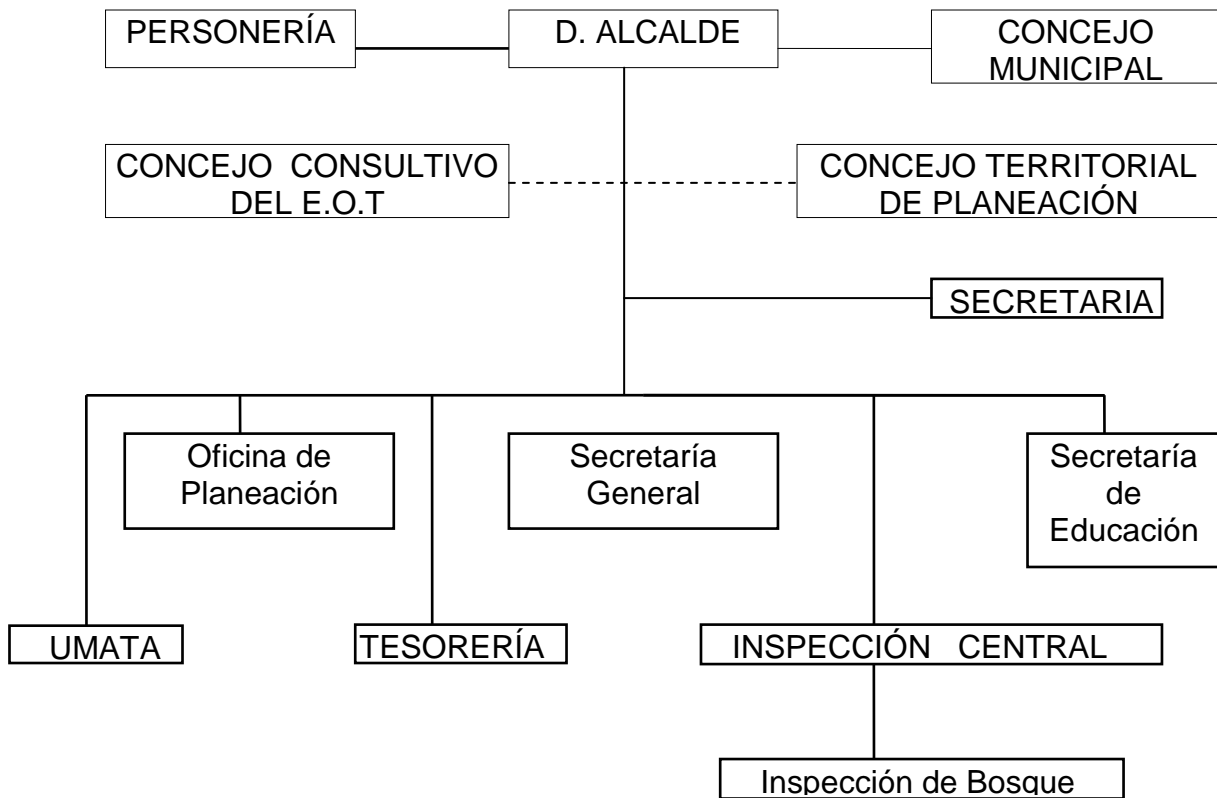 PERSONERÍA
D. ALCALDE
CONCEJO
MUNICIPAL
CONCEJO CONSULTIVO
DEL E.O.T
CONCEJO TERRITORIAL
DE PLANEACIÓN
SECRETARIA
Oficina de
Planeación
Secretaría
General
Secretaría
de
Educación
UMATA
TESORERÍA
INSPECCIÓN CENTRAL
Inspección de Bosque